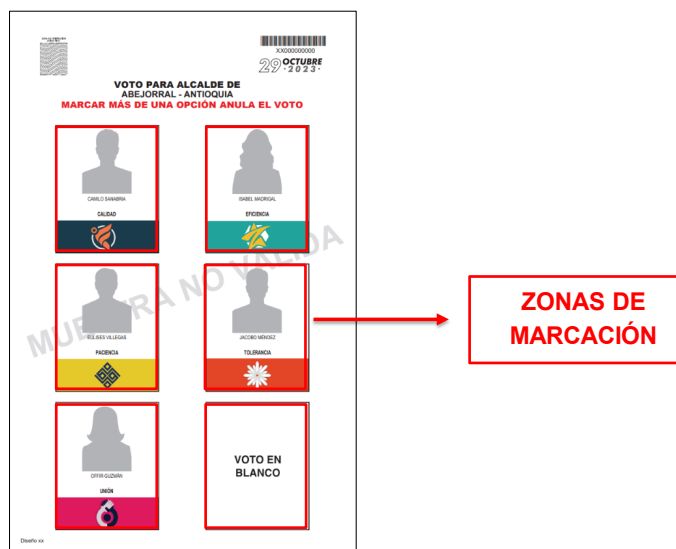 XX000000000
29 OCTUBRE
·2023·
VOTO PARA ALCALDE DE
ABEJORRAL - ANTIOQUIA
MARCAR MÁS DE UNA OPCIÓN ANULA EL VOTO
CAMILO SANABRIA
CALIDAD
ISABEL MADRIGAL
EFICIENCIA
MUESTRA NO VÁLIDA
EULISES VILLEGAS
PACIENCIA
JACOBO MÉNDEZ
TOLERANCIA
ZONAS DE
MARCACIÓN
OFFIR GUZMÁN
UNIÓN
VOTO EN
BLANCO
Diseño xx